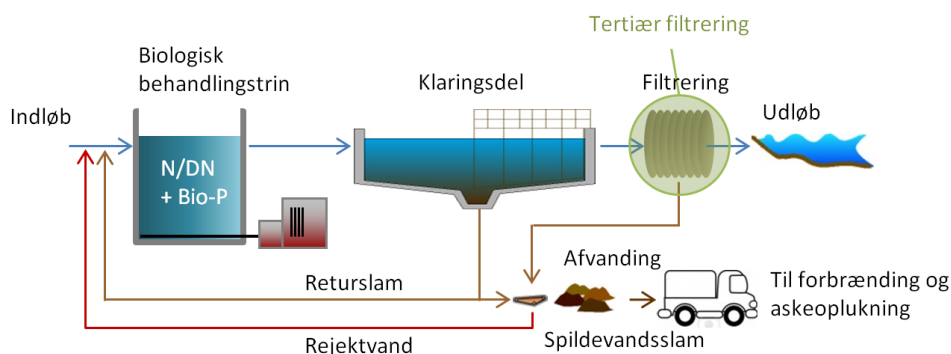 Tertiær filtrering
Biologisk
behandlingstrin
Klaringsdel
Filtrering
Indløb
Udløb
N/DN
+ Bio-P
Afvanding
Returslam
Til forbrænding og
askeoplukning
Spildevandsslam
Rejektvand